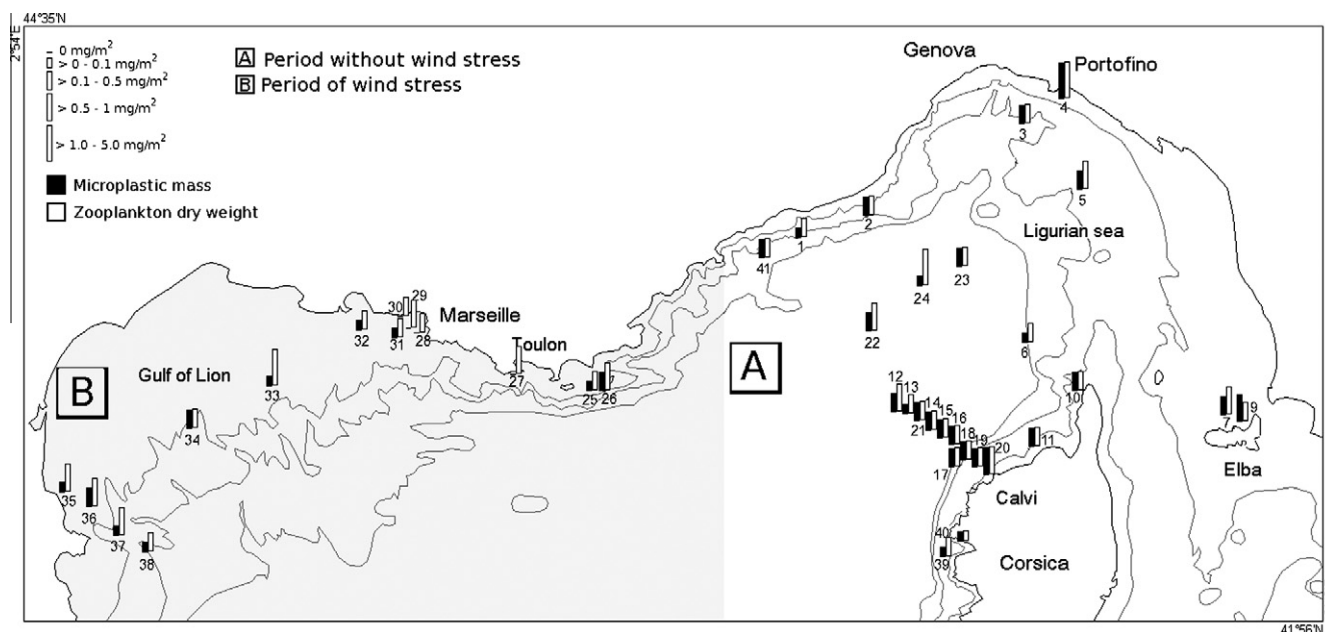 44°35'N
2°54'E
0 mg/m²
> 0 - 0.1 mg/m²
> 0.1 - 0.5 mg/m²
> 0.5 - 1 mg/m²
> 1.0 - 5.0 mg/m²
Microplastic mass
Zooplankton dry weight
A Period without wind stress
B Period of wind stress
Genova
Portofino
4
3
5
2
1
41
Ligurian sea
23
24
22
6
29
30
Marseille
28
31
32
Toulon
27
A
B
Gulf of Lion
33
25
7
26
34
12
13
14
15
16
21
18
19
20
17
10
11
7
9
Elba
Calvi
35
36
37
38
40
39
Corsica
41°56'N